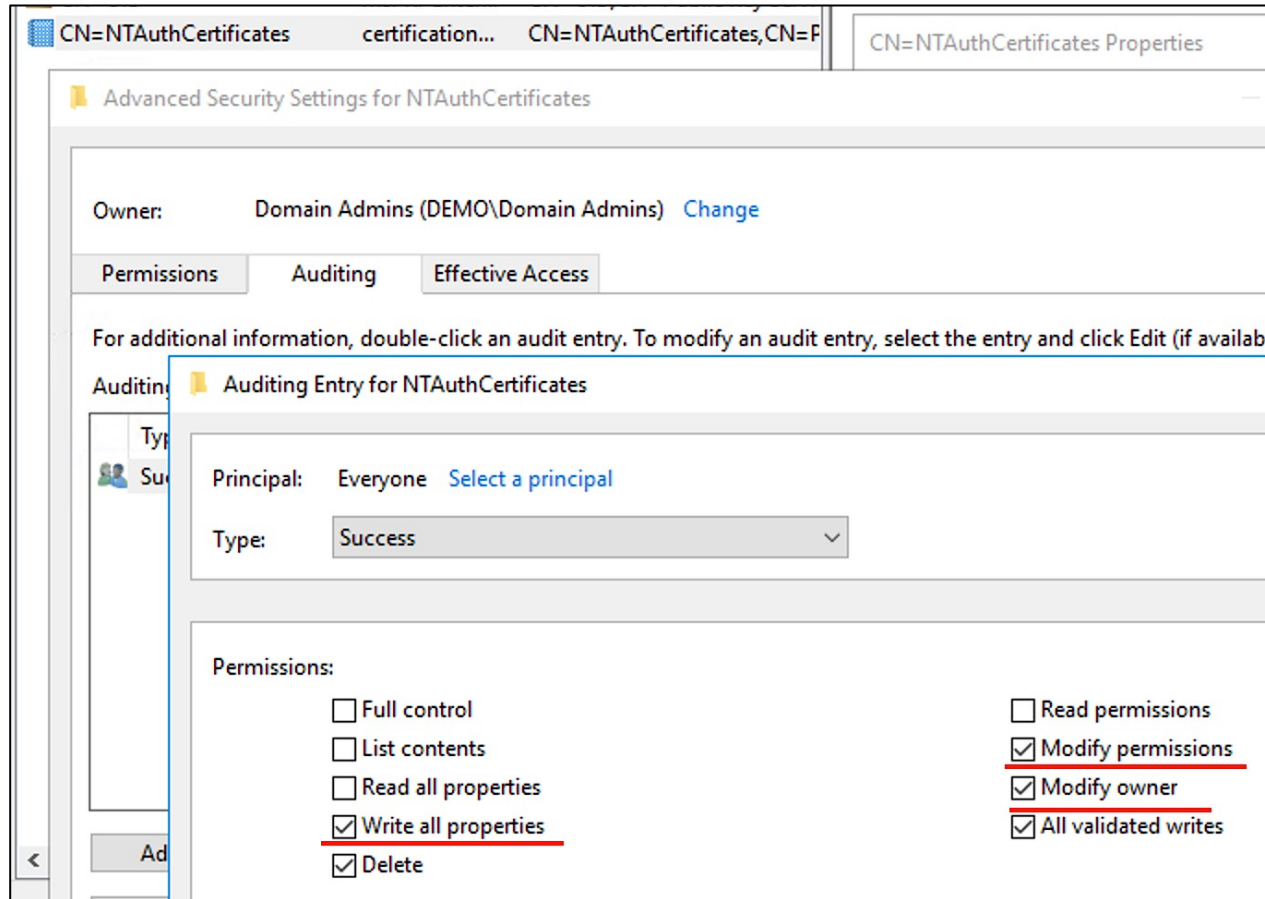 CN=NTAuthCertificates certification... CN=NTAuthCertificates,CN=P
CN=NTAuthCertificates Properties
Advanced Security Settings for NTAuthCertificates
Owner: Domain Admins (DEMO\Domain Admins) Change
Permissions Auditing Effective Access
For additional information, double-click an audit entry. To modify an audit entry, select the entry and click Edit (if availab
Auditing
Auditing Entry for NTAuthCertificates
Typ
Suc
Principal: Everyone Select a principal
Type: Success
Permissions:
Full control
List contents
Read all properties
Write all properties
Delete
Read permissions
Modify permissions
Modify owner
All validated writes
Ad